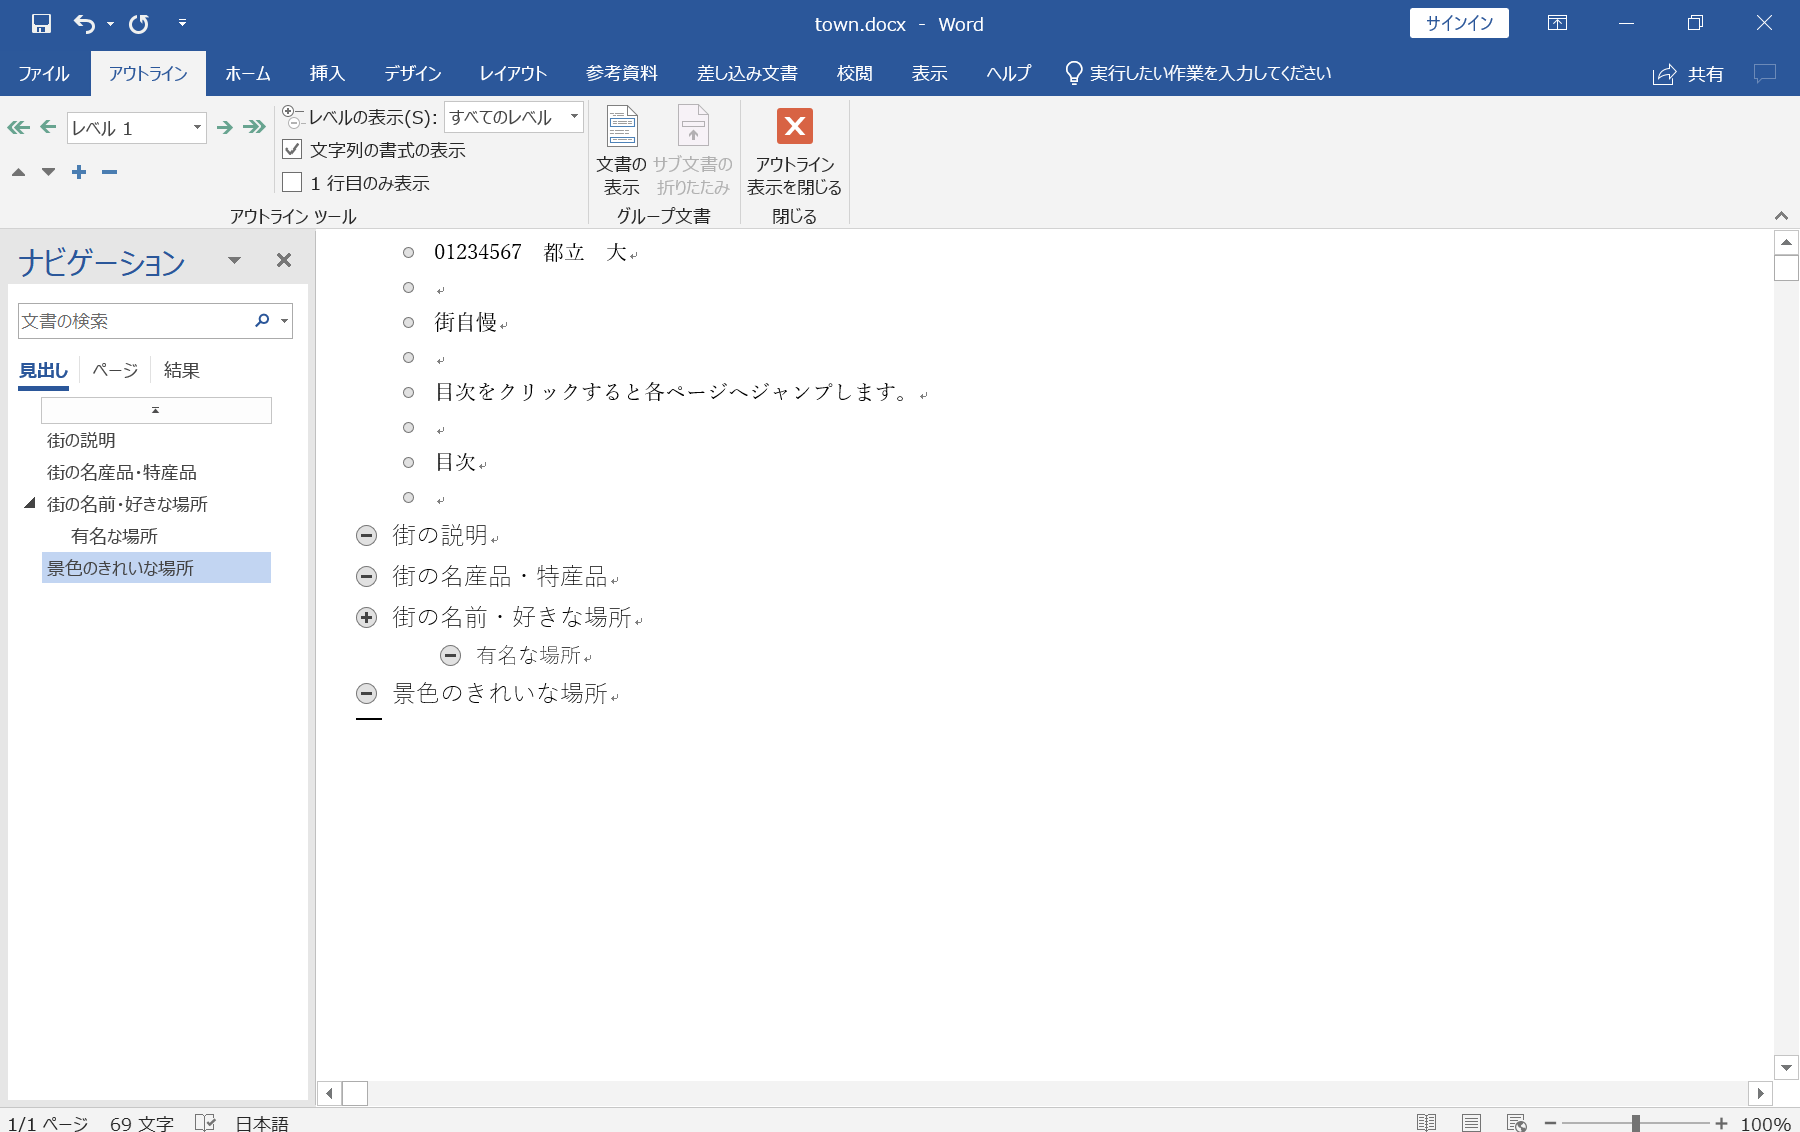 town.docx - Word
サインイン
ファイル アウトライン ホーム 挿入 デザイン レイアウト 参考資料 差し込み文書 校閲 表示 ヘルプ 実行したい作業を入力してください 共有
レベル 1
レベルの表示(S): すべてのレベル
文字列の書式の表示
1 行目のみ表示
アウトライン ツール
文書の
表示
サブ文書の
折りたたみ
グループ文書
アウトライン
表示を閉じる
閉じる
ナビゲーション
文書の検索
見出し ページ 結果
街の説明
街の名産品・特産品
街の名前・好きな場所
有名な場所
景色のきれいな場所
01234567 都立 大
街自慢
目次をクリックすると各ページへジャンプします。
目次
街の説明
街の名産品・特産品
街の名前・好きな場所
有名な場所
景色のきれいな場所
1/1 ページ 69 文字 日本語 100%